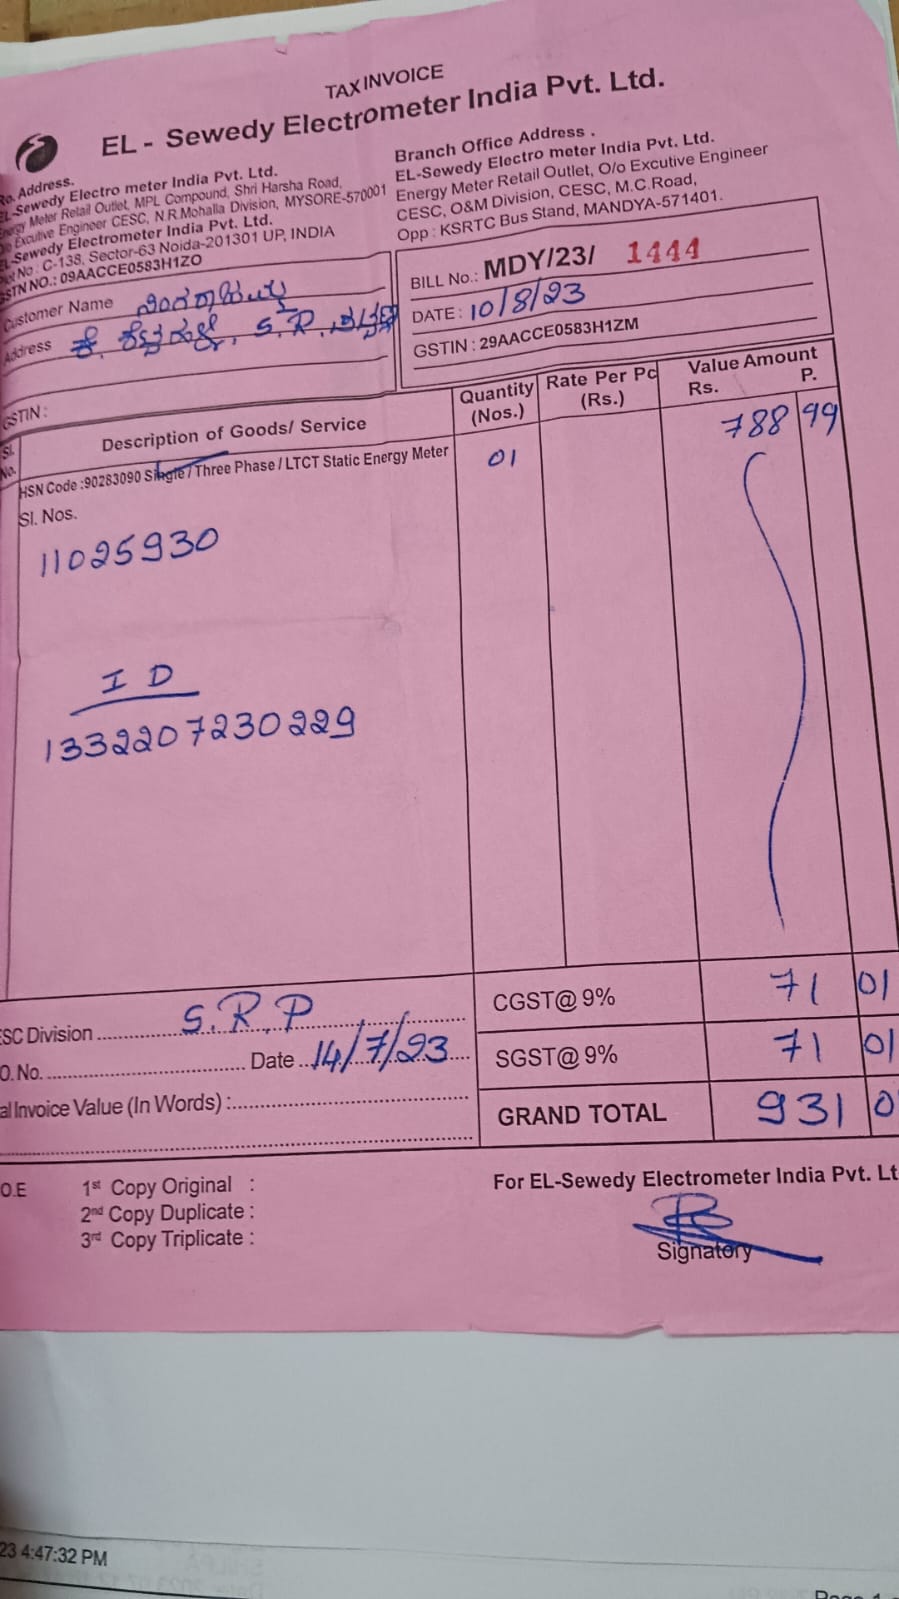 TAX INVOICE
EL - Sewedy Electrometer India Pvt. Ltd.
Address.
EL-Sewedy Electro meter India Pvt. Ltd.
Energy Meter Retail Outlet, MPL Compound, Shri Harsha Road,
Excutive Engineer CESC, N.R.Mohalla Division, MYSORE-570001
EL-Sewedy Electrometer India Pvt. Ltd.
No : C-138, Sector-63 Noida-201301 UP, INDIA
GSTN NO.: 09AACCE0583H1ZO
Branch Office Address .
EL-Sewedy Electro meter India Pvt. Ltd.
Energy Meter Retail Outlet, O/o Excutive Engineer
CESC, O&M Division, CESC, M.C.Road,
Opp : KSRTC Bus Stand, MANDYA-571401.
Customer Name
Address S.R.
GSTIN :
BILL No.: MDY/23/ 1444
DATE : 10/8/23
GSTIN : 29AACCE0583H1ZM
Sl. No. Description of Goods/ Service Quantity (Nos.) Rate Per Pc (Rs.) Value Amount Rs. P.
HSN Code :90283090 Single / Three Phase / LTCT Static Energy Meter 01 788 99
Sl. Nos.
11025930
ID
1332207230229
SC Division S.R.P
O. No. Date 14/7/23
al Invoice Value (In Words) :
CGST@ 9% 71 01
SGST@ 9% 71 01
GRAND TOTAL 931 0
O.E 1st Copy Original :
2nd Copy Duplicate :
3rd Copy Triplicate :
For EL-Sewedy Electrometer India Pvt. Lt
Signatory
23 4:47:32 PM